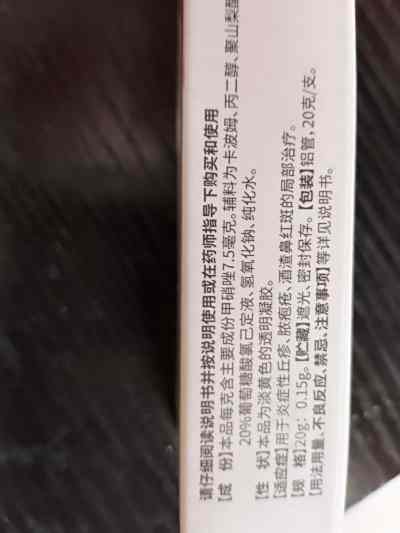 请仔细阅读说明书并按说明使用或在药师指导下购买和使用
【成 份】本品每克含主要成份甲硝唑7.5毫克。辅料为卡波姆、丙二醇、聚山梨酯
20%葡萄糖酸氯己定液、氢氧化钠、纯化水。
【性 状】本品为淡黄色的透明凝胶。
【适应症】用于炎症性丘疹、脓疱疮、酒渣鼻红斑的局部治疗。
【规 格】20g：0.15g。【贮藏】遮光、密封保存。【包装】铝管，20克/支。
【用法用量、不良反应、禁忌、注意事项】等详见说明书。